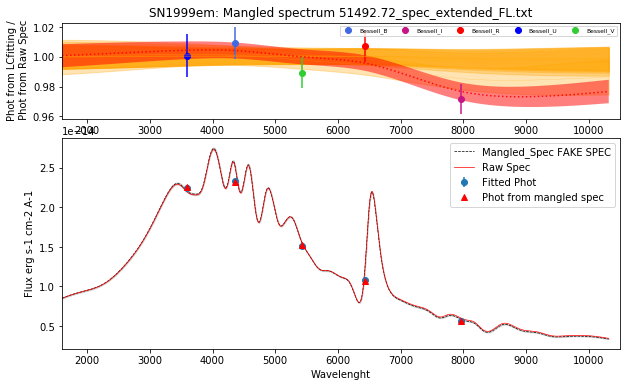 SN1999em: Mangled spectrum 51492.72_spec_extended_FL.txt
Phot from LCfitting /
Phot from Raw Spec
1.02
1.00
0.98
0.96
Bessell_B
Bessell_I
Bessell_R
Bessell_U
Bessell_V
2000 3000 4000 5000 6000 7000 8000 9000 10000
1e−14
Flux erg s-1 cm-2 A-1
2.5
2.0
1.5
1.0
0.5
Mangled_Spec FAKE SPEC
Raw Spec
Fitted Phot
Phot from mangled spec
2000 3000 4000 5000 6000 7000 8000 9000 10000
Wavelenght